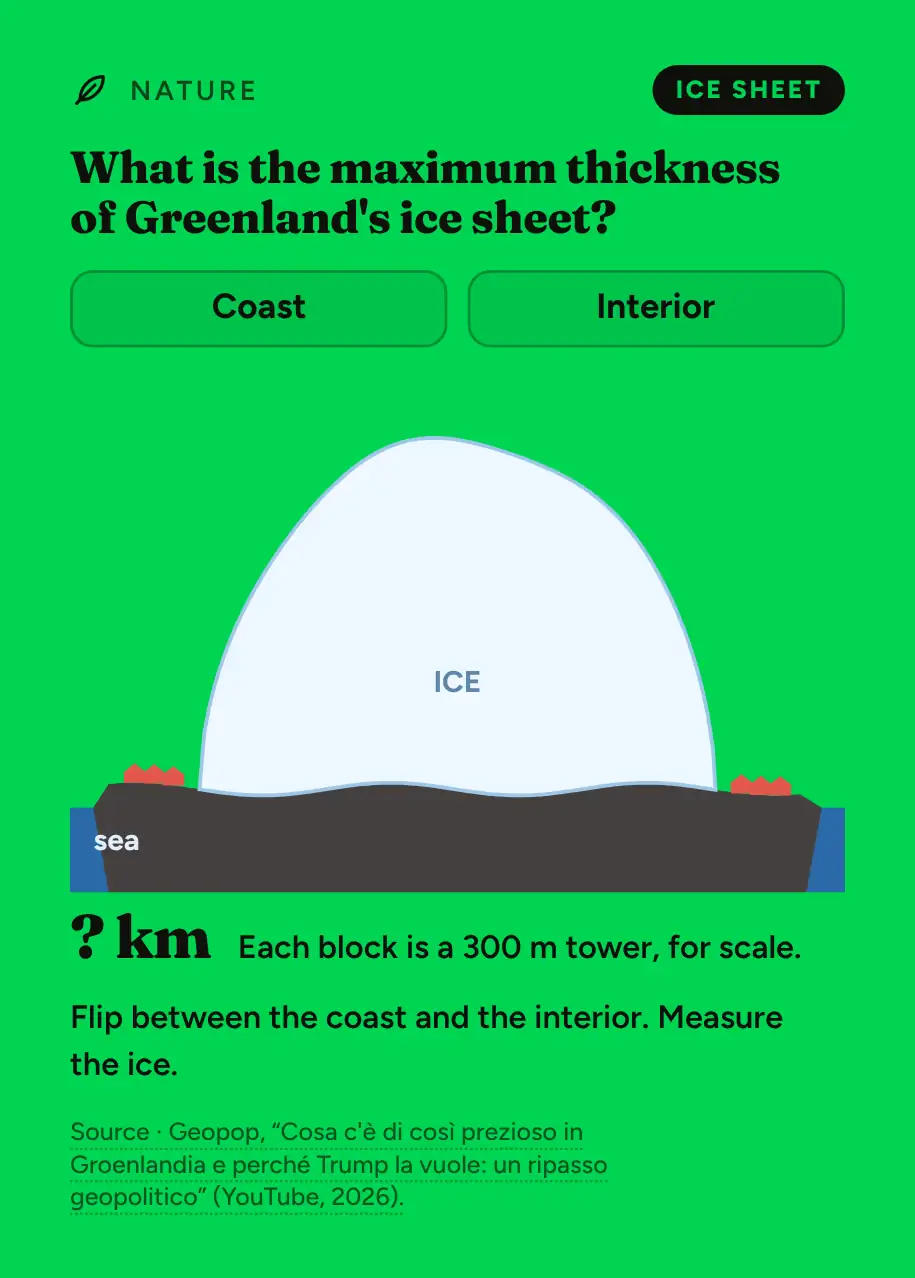 NATURE
ICE SHEET
What is the maximum thickness
of Greenland's ice sheet?
Coast
Interior
ICE
sea
? km
Each block is a 300 m tower, for scale.
Flip between the coast and the interior. Measure
the ice.
Source · Geopop, “Cosa c'è di così prezioso in
Groenlandia e perché Trump la vuole: un ripasso
geopolitico” (YouTube, 2026).